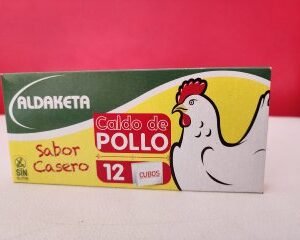 ALDAKETA
Caldo de
POLLO
Sabor
Casero
12
CUBOS
SIN